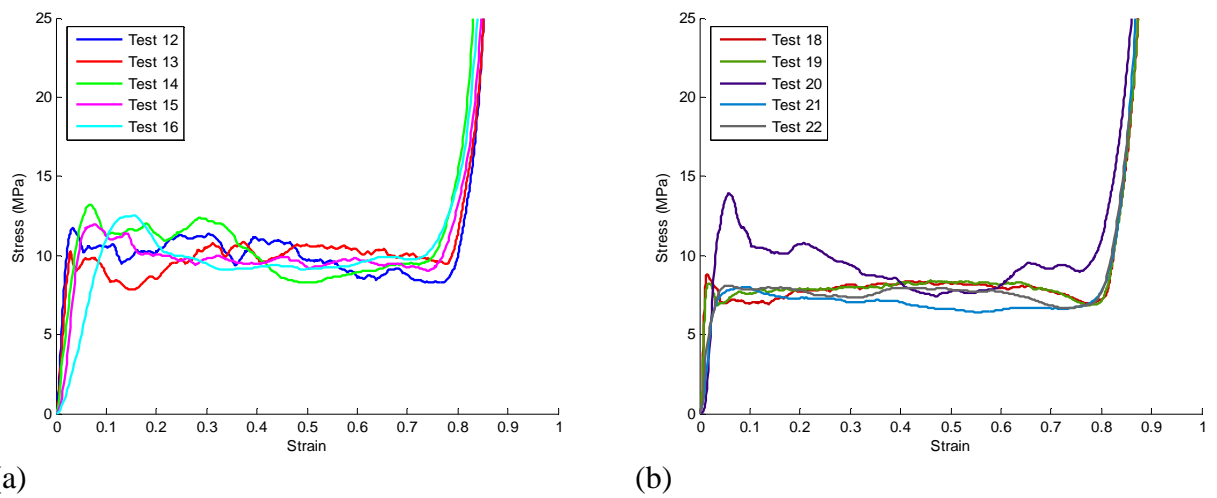 25
20
15
10
5
0
Stress (MPa)
Test 12
Test 13
Test 14
Test 15
Test 16
0 0.1 0.2 0.3 0.4 0.5 0.6 0.7 0.8 0.9 1
Strain
(a)
25
20
15
10
5
0
Stress (MPa)
Test 18
Test 19
Test 20
Test 21
Test 22
0 0.1 0.2 0.3 0.4 0.5 0.6 0.7 0.8 0.9 1
Strain
(b)